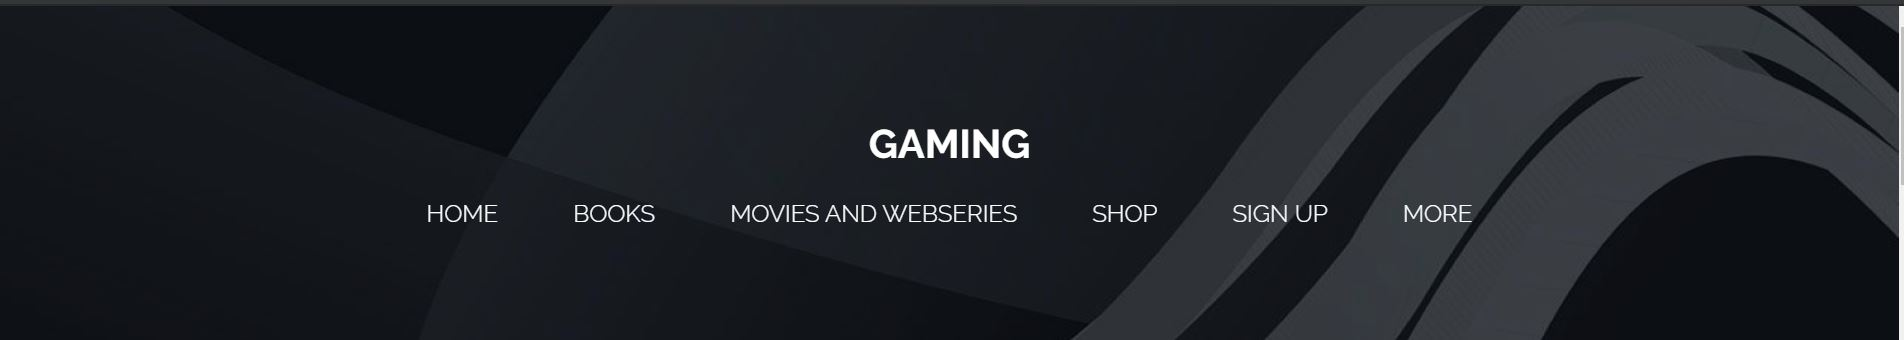 GAMING
HOME BOOKS MOVIES AND WEBSERIES SHOP SIGN UP MORE